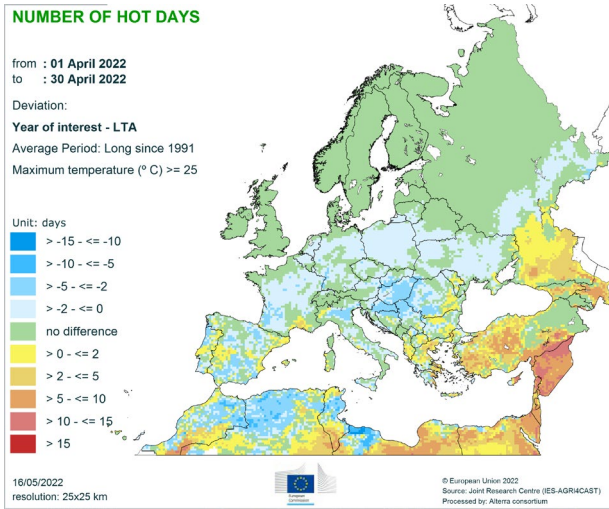 NUMBER OF HOT DAYS
from : 01 April 2022
to : 30 April 2022
Deviation:
Year of interest - LTA
Average Period: Long since 1991
Maximum temperature (º C) >= 25
Unit: days
> -15 - <= -10
> -10 - <= -5
> -5 - <= -2
> -2 - <= 0
no difference
> 0 - <= 2
> 2 - <= 5
> 5 - <= 10
> 10 - <= 15
> 15
16/05/2022
resolution: 25x25 km
European
Commission
© European Union 2022
Source: Joint Research Centre (IES-AGRI4CAST)
Processed by: Alterra consortium